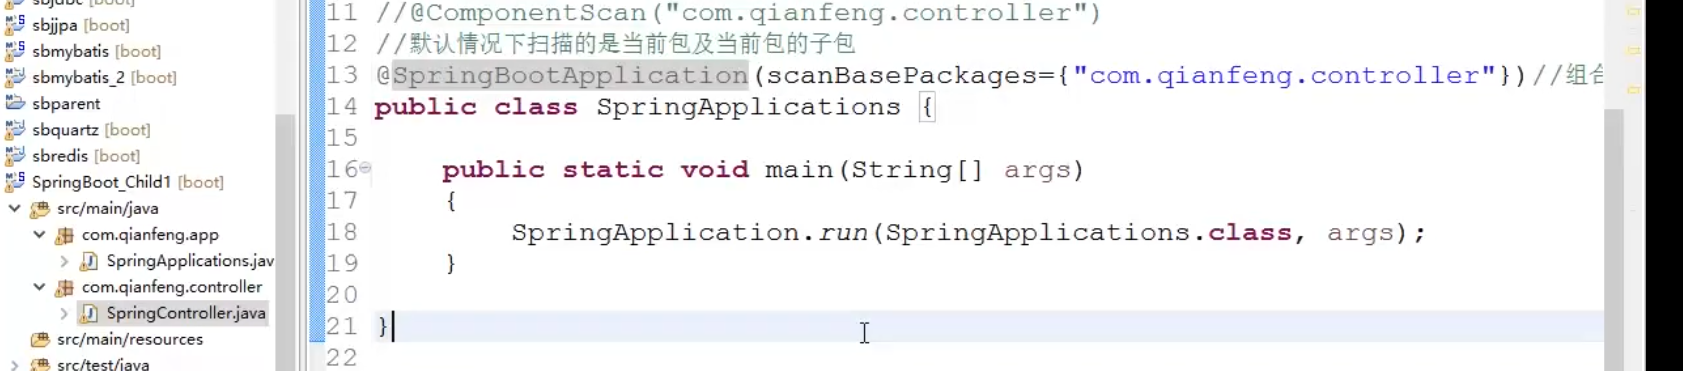 sbjdbc [boot]
sbjjpa [boot]
sbmybatis [boot]
sbmybatis_2 [boot]
sbparent
sbquartz [boot]
sbredis [boot]
SpringBoot_Child1 [boot]
src/main/java
com.qianfeng.app
SpringApplications.jav
com.qianfeng.controller
SpringController.java
src/main/resources
src/test/java
11 //@ComponentScan("com.qianfeng.controller")
12 //默认情况下扫描的是当前包及当前包的子包
13 @SpringBootApplication(scanBasePackages={"com.qianfeng.controller"})//组合
14 public class SpringApplications {
15
16 public static void main(String[] args)
17 {
18 SpringApplication.run(SpringApplications.class, args);
19 }
20
21 }
22